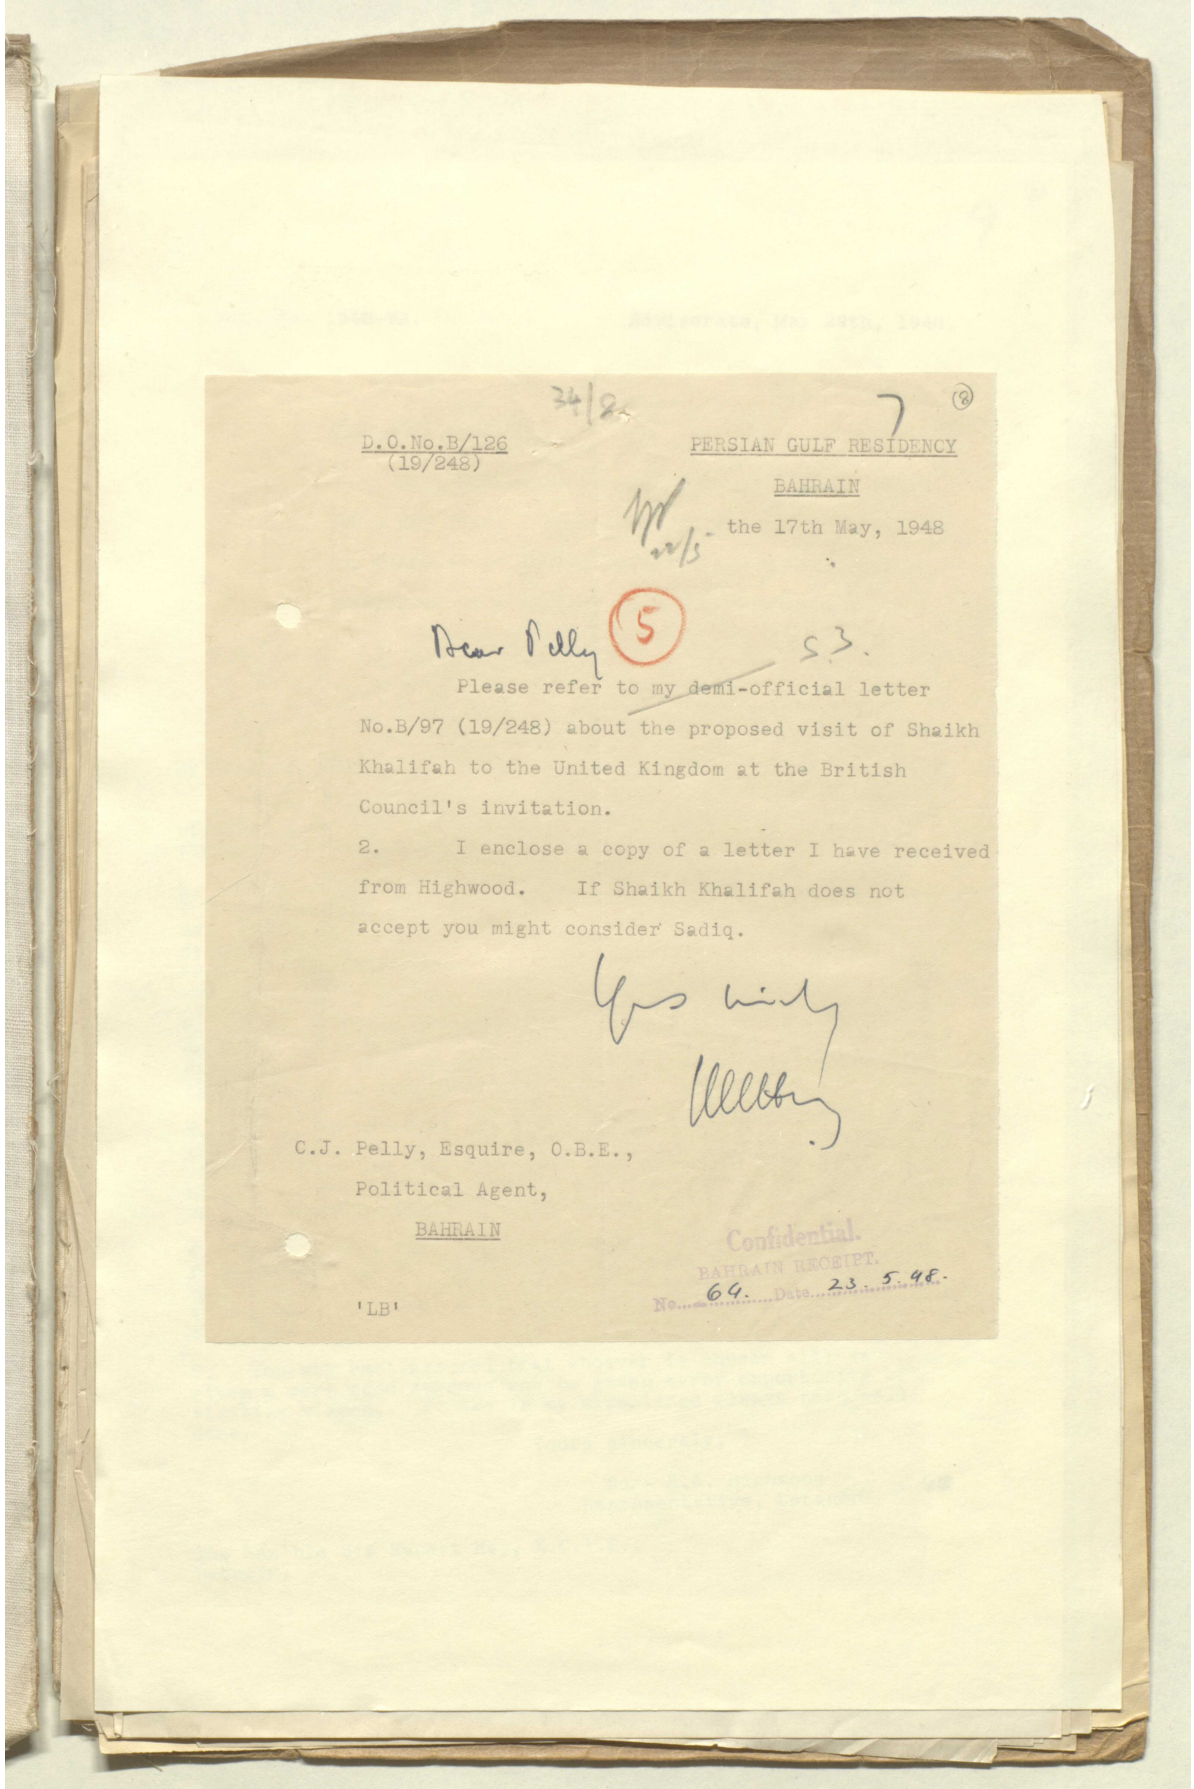 34/8
7
8
D.O.No.B/126
(19/248)
PERSIAN GULF RESIDENCY
BAHRAIN
22/5
the 17th May, 1948
5
Dear Pelly
S.3.
Please refer to my demi-official letter
No.B/97 (19/248) about the proposed visit of Shaikh
Khalifah to the United Kingdom at the British
Council's invitation.
2. I enclose a copy of a letter I have received
from Highwood. If Shaikh Khalifah does not
accept you might consider Sadiq.
Yours
C.J. Pelly, Esquire, O.B.E.,
Political Agent,
BAHRAIN
Confidential.
BAHRAIN RECEIPT.
No. 64. Date 23.5.48.
'LB'